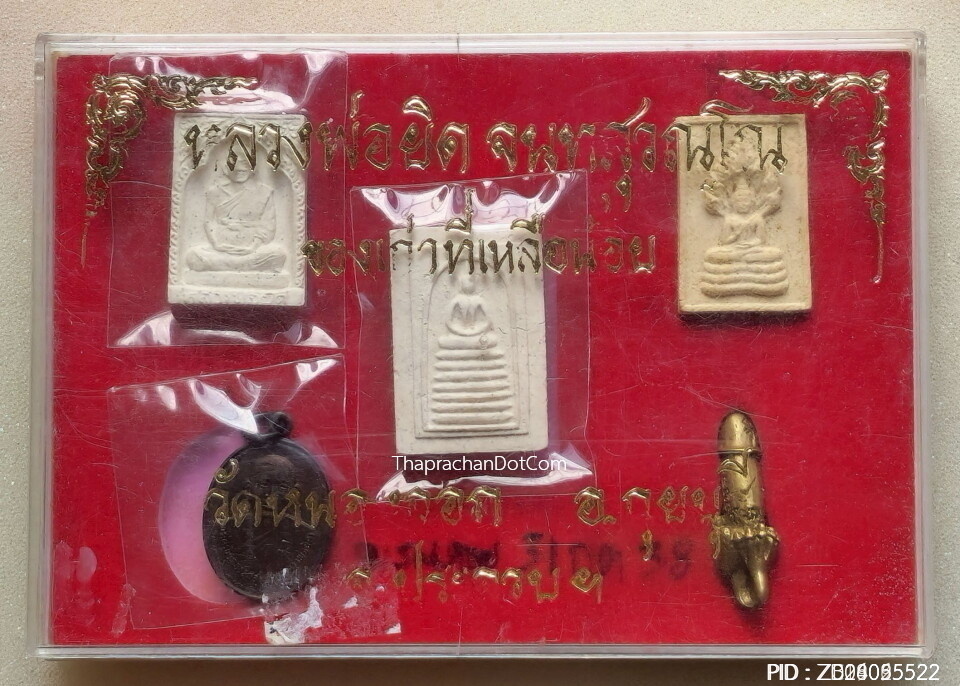 หลวงพ่อยิด จนฺทสุวณฺโณ
ของเก่าที่เหลือน้อย
ThaprachanDotCom
วัดหนองจอก อ.กุยบุรี
จ.ประจวบฯ
PID :